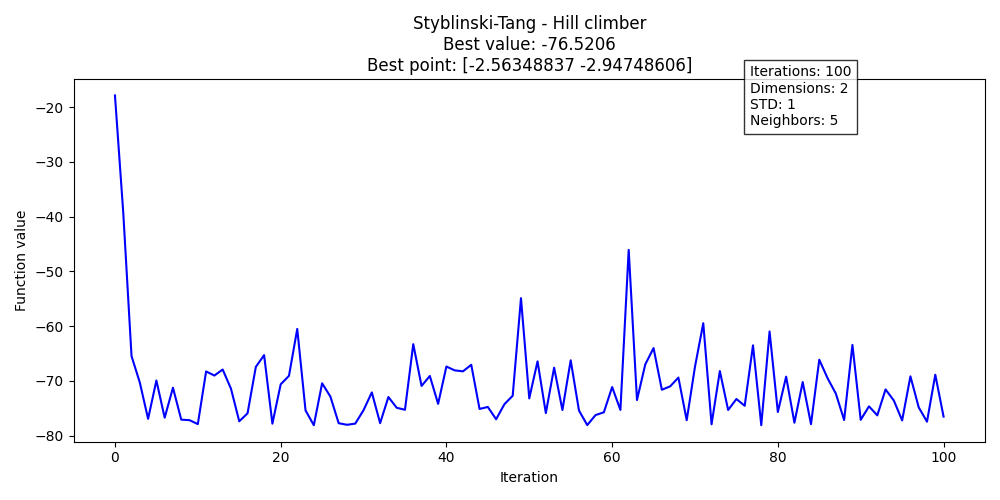 Styblinski-Tang - Hill climber
Best value: -76.5206
Best point: [-2.56348837 -2.94748606]
Iterations: 100
Dimensions: 2
STD: 1
Neighbors: 5
Function value
−20
−30
−40
−50
−60
−70
−80
0
20
40
60
80
100
Iteration